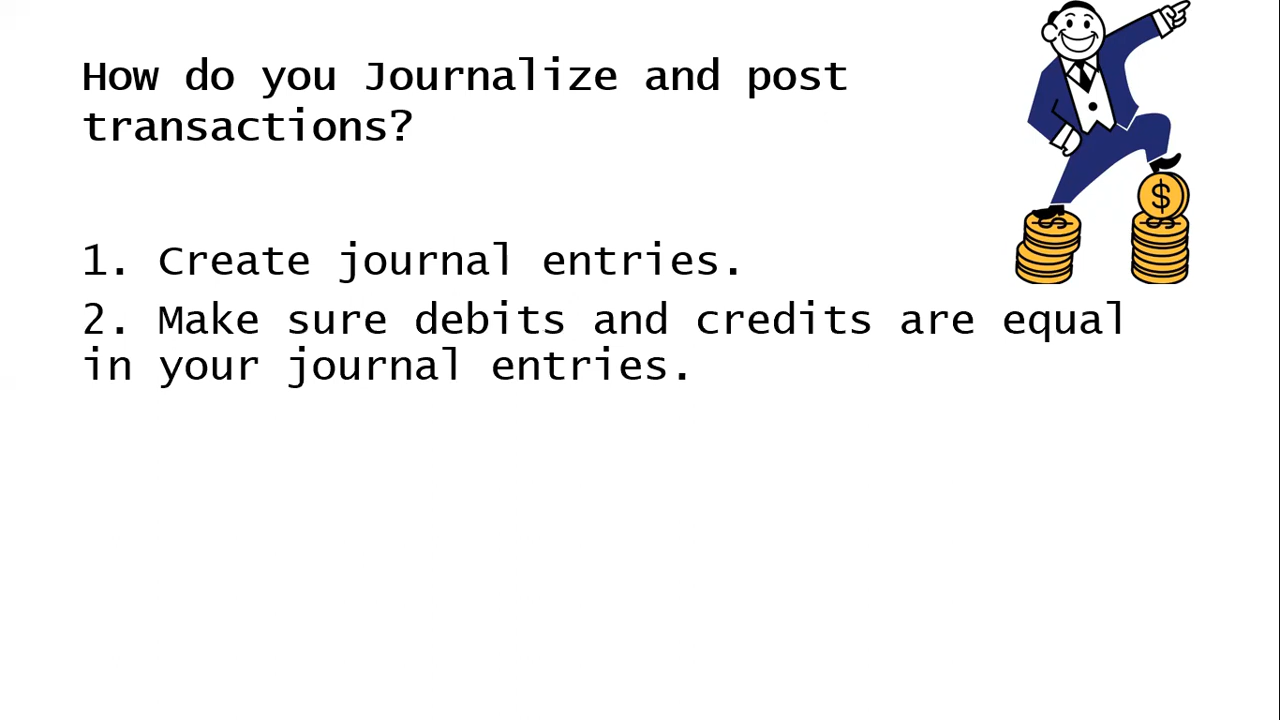 How do you Journalize and post
transactions?
1. Create journal entries.
2. Make sure debits and credits are equal
in your journal entries.
$